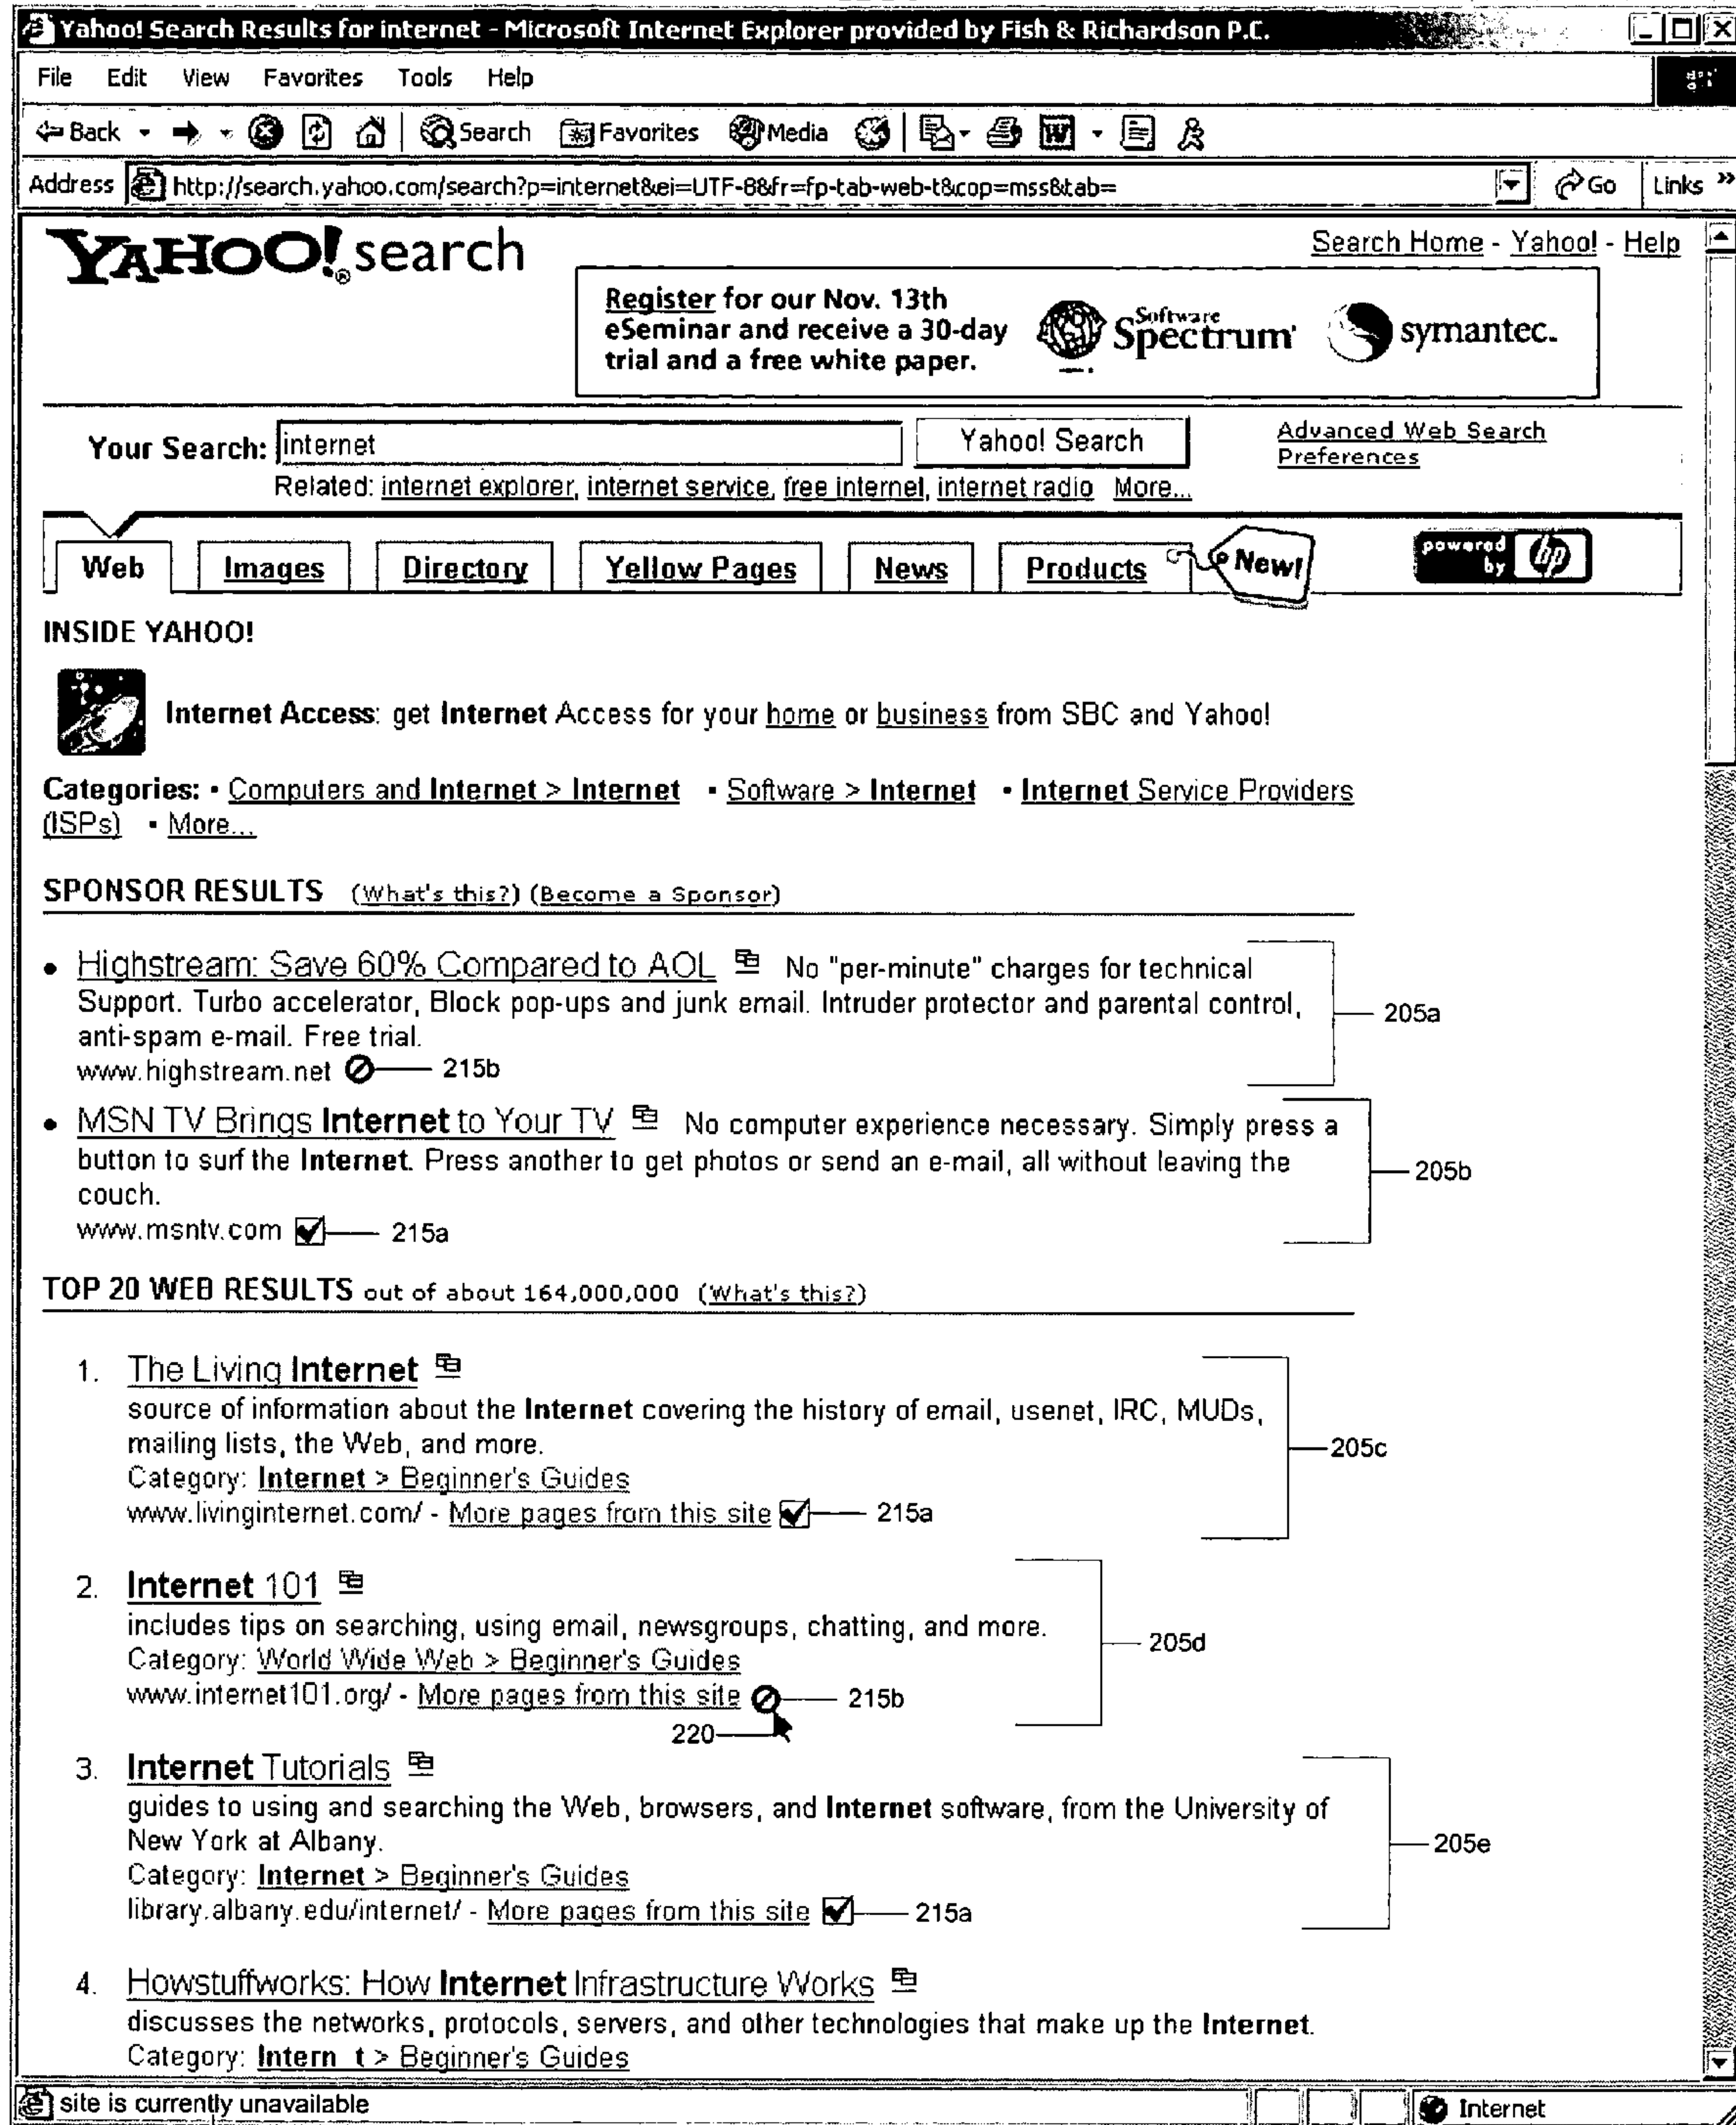 Yahoo! Search Results for internet - Microsoft Internet Explorer provided by Fish & Richardson P.C.
File Edit View Favorites Tools Help
Back Search Favorites Media
Address http://search.yahoo.com/search?p=internet&ei=UTF-8&fr=fp-tab-web-t&cop=mss&tab= Go Links »
YAHOO!® search
Search Home - Yahoo! - Help
Register for our Nov. 13th
eSeminar and receive a 30-day
trial and a free white paper.
Software
Spectrum
symantec.
Your Search: internet Yahoo! Search
Advanced Web Search
Preferences
Related: internet explorer, internet service, free internet, internet radio More...
Web Images Directory Yellow Pages News Products New!
powered
by hp
INSIDE YAHOO!
Internet Access: get Internet Access for your home or business from SBC and Yahoo!
Categories: ▪ Computers and Internet > Internet ▪ Software > Internet ▪ Internet Service Providers
(ISPs) ▪ More...
SPONSOR RESULTS (What's this?) (Become a Sponsor)
• Highstream: Save 60% Compared to AOL No "per-minute" charges for technical
Support. Turbo accelerator, Block pop-ups and junk email. Intruder protector and parental control,
205a
anti-spam e-mail. Free trial.
www.highstream.net 215b
• MSN TV Brings Internet to Your TV No computer experience necessary. Simply press a
button to surf the Internet. Press another to get photos or send an e-mail, all without leaving the
205b
couch.
www.msntv.com 215a
TOP 20 WEB RESULTS out of about 164,000,000 (What's this?)
1. The Living Internet
source of information about the Internet covering the history of email, usenet, IRC, MUDs,
mailing lists, the Web, and more.
205c
Category: Internet > Beginner's Guides
www.livinginternet.com/ - More pages from this site 215a
2. Internet 101
includes tips on searching, using email, newsgroups, chatting, and more.
205d
Category: World Wide Web > Beginner's Guides
www.internet101.org/ - More pages from this site 215b
220
3. Internet Tutorials
guides to using and searching the Web, browsers, and Internet software, from the University of
New York at Albany.
205e
Category: Internet > Beginner's Guides
library.albany.edu/internet/ - More pages from this site 215a
4. Howstuffworks: How Internet Infrastructure Works
discusses the networks, protocols, servers, and other technologies that make up the Internet.
Category: Intern t > Beginner's Guides
site is currently unavailable
Internet